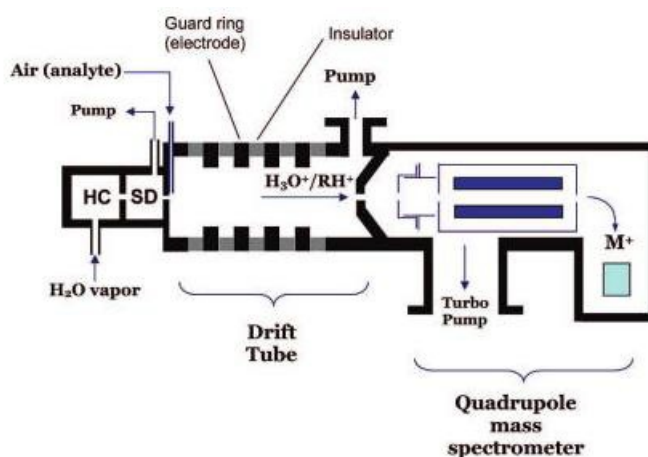 Guard ring
(electrode)
Insulator
Air (analyte)
Pump
Pump
H₃O⁺/RH⁺
HC
SD
M⁺
H₂O vapor
Turbo
Pump
Drift
Tube
Quadrupole
mass
spectrometer